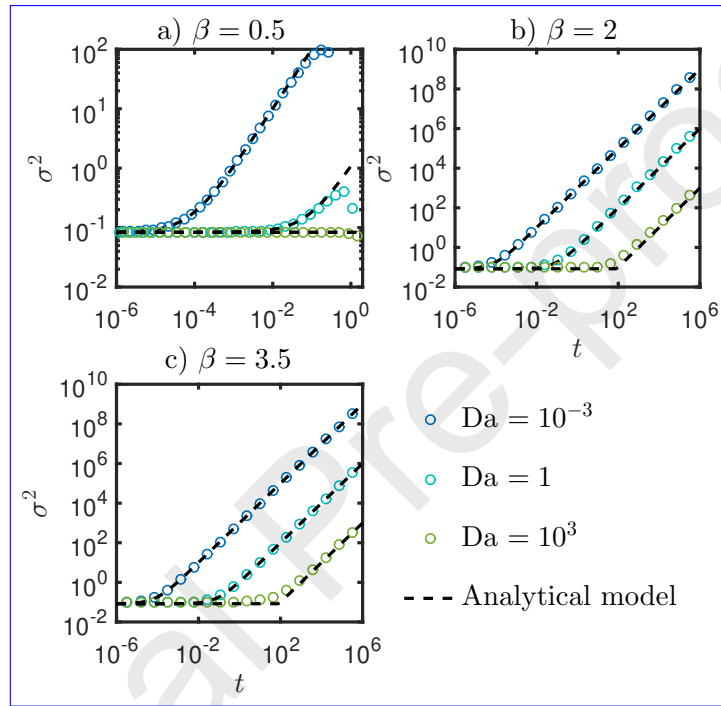 a) β = 0.5
b) β = 2
10^2
10^1
10^0
10^-1
10^-2
σ^2
10^-6
10^-4
10^-2
10^0
10^10
10^8
10^6
10^4
10^2
10^0
10^-2
σ^2
10^-6
10^-2
10^2
10^6
t
c) β = 3.5
10^10
10^8
10^6
10^4
10^2
10^0
10^-2
σ^2
10^-6
10^-2
10^2
10^6
t
Da = 10^-3
Da = 1
Da = 10^3
Analytical model
al Pre-pro